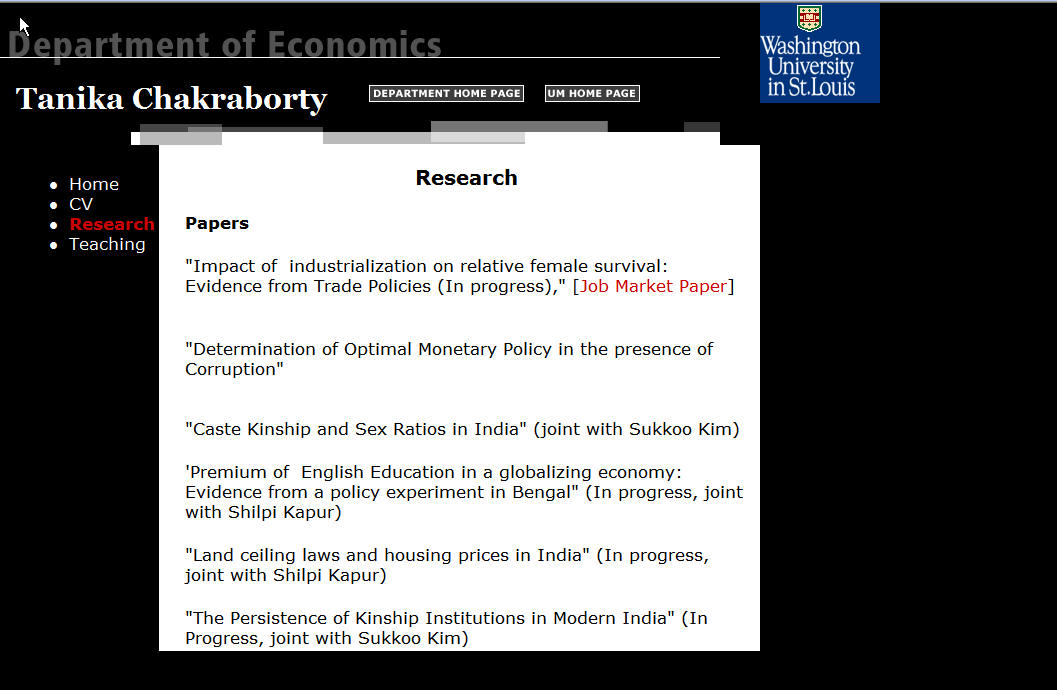 Department of Economics
Washington
University
in St. Louis
Tanika Chakraborty
DEPARTMENT HOME PAGE
UM HOME PAGE
Home
CV
Research
Teaching
Research
Papers
"Impact of  industrialization on relative female survival:
Evidence from Trade Policies (In progress)," [Job Market Paper]
"Determination of Optimal Monetary Policy in the presence of
Corruption"
"Caste Kinship and Sex Ratios in India" (joint with Sukkoo Kim)
'Premium of  English Education in a globalizing economy:
Evidence from a policy experiment in Bengal" (In progress, joint
with Shilpi Kapur)
"Land ceiling laws and housing prices in India" (In progress,
joint with Shilpi Kapur)
"The Persistence of Kinship Institutions in Modern India" (In
Progress, joint with Sukkoo Kim)